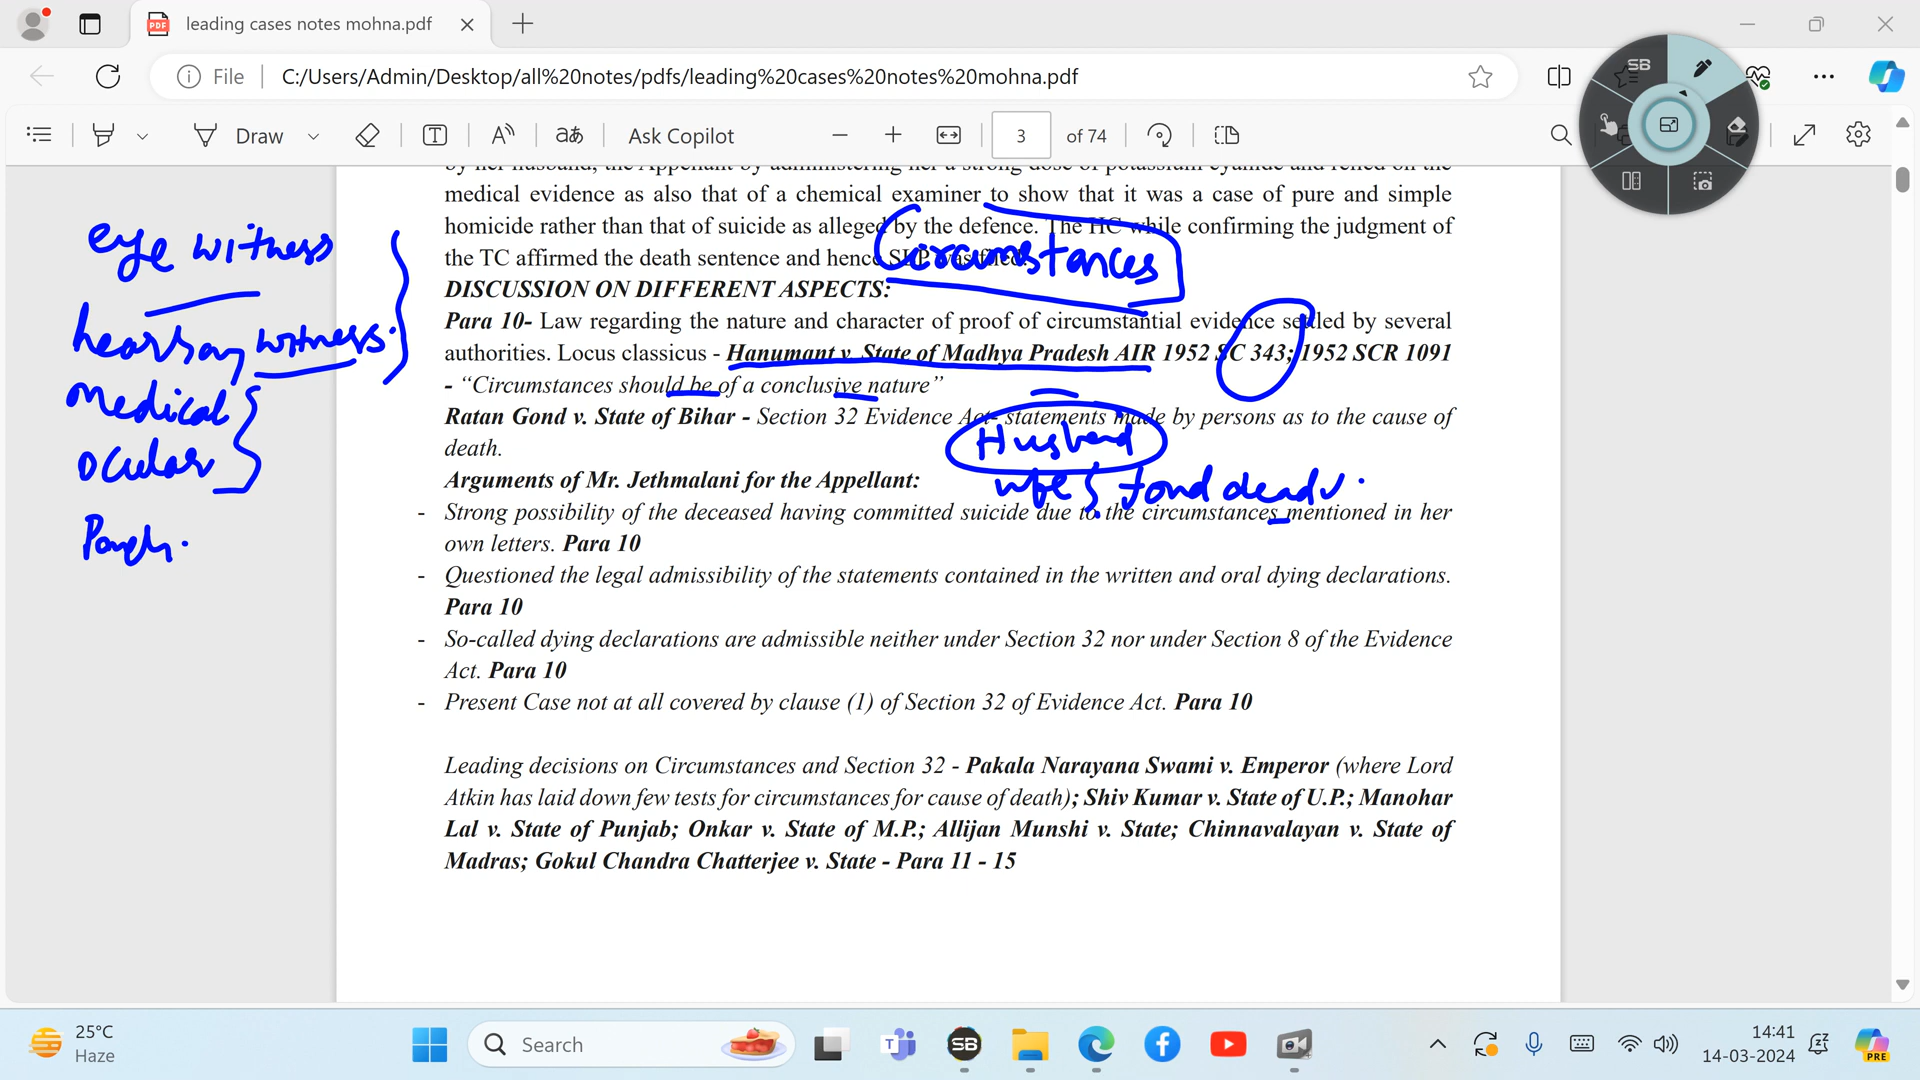 leading cases notes mohna.pdf
File
C:/Users/Admin/Desktop/all%20notes/pdfs/leading%20cases%20notes%20mohna.pdf
Draw
Ask Copilot
3 of 74
SB
medical evidence as also that of a chemical examiner to show that it was a case of pure and simple
homicide rather than that of suicide as alleged by the defence. The HC while confirming the judgment of
the TC affirmed the death sentence and hence SLP was filed.
Circumstances
DISCUSSION ON DIFFERENT ASPECTS:
Para 10- Law regarding the nature and character of proof of circumstantial evidence settled by several
authorities. Locus classicus - Hanumant v. State of Madhya Pradesh AIR 1952 SC 343; 1952 SCR 1091
- “Circumstances should be of a conclusive nature”
Ratan Gond v. State of Bihar - Section 32 Evidence Act- statements made by persons as to the cause of
death.
Husband
wife
Arguments of Mr. Jethmalani for the Appellant:
- Strong possibility of the deceased having committed suicide due to the circumstances mentioned in her
own letters. Para 10
- Questioned the legal admissibility of the statements contained in the written and oral dying declarations.
Para 10
- So-called dying declarations are admissible neither under Section 32 nor under Section 8 of the Evidence
Act. Para 10
- Present Case not at all covered by clause (1) of Section 32 of Evidence Act. Para 10
Leading decisions on Circumstances and Section 32 - Pakala Narayana Swami v. Emperor (where Lord
Atkin has laid down few tests for circumstances for cause of death); Shiv Kumar v. State of U.P.; Manohar
Lal v. State of Punjab; Onkar v. State of M.P.; Allijan Munshi v. State; Chinnavalayan v. State of
Madras; Gokul Chandra Chatterjee v. State - Para 11 - 15
eye witness
hearsay witness.
medical
ocular
25°C
Haze
Search
SB
14:41
14-03-2024
PRE